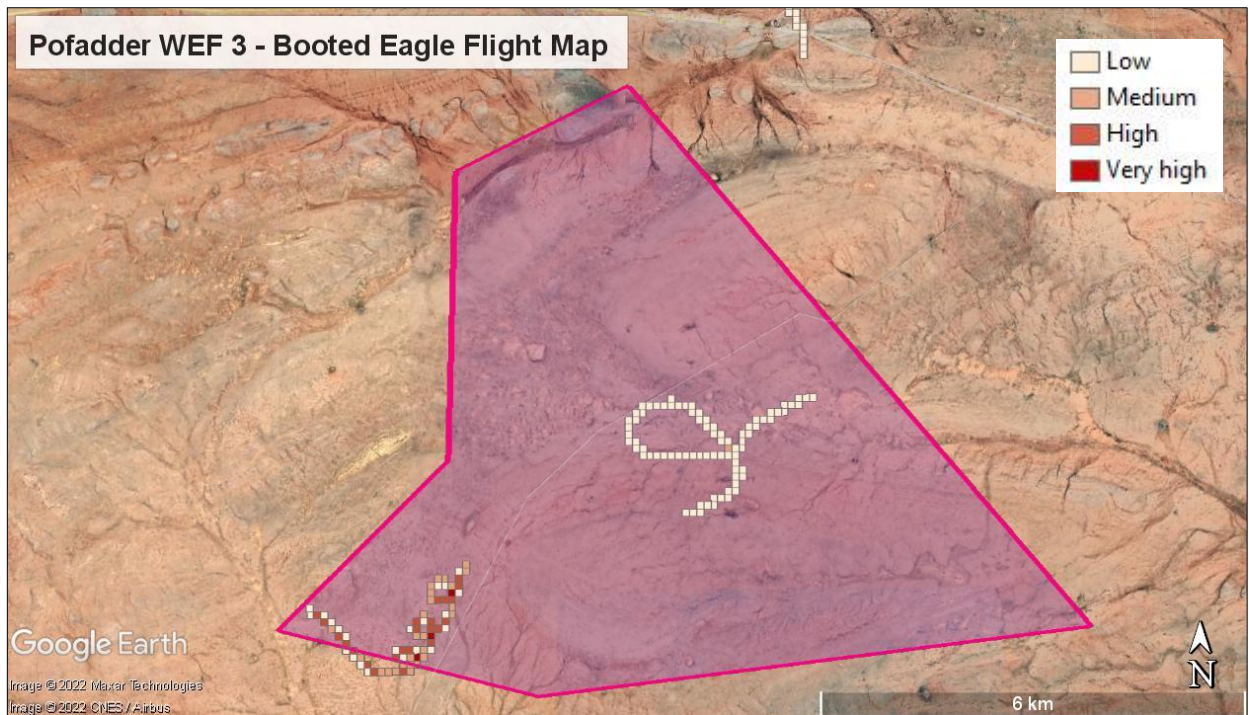 Pofadder WEF 3 - Booted Eagle Flight Map
Low
Medium
High
Very high
Google Earth
Image © 2022 Maxar Technologies
Image © 2022 CNES / Airbus
N
6 km